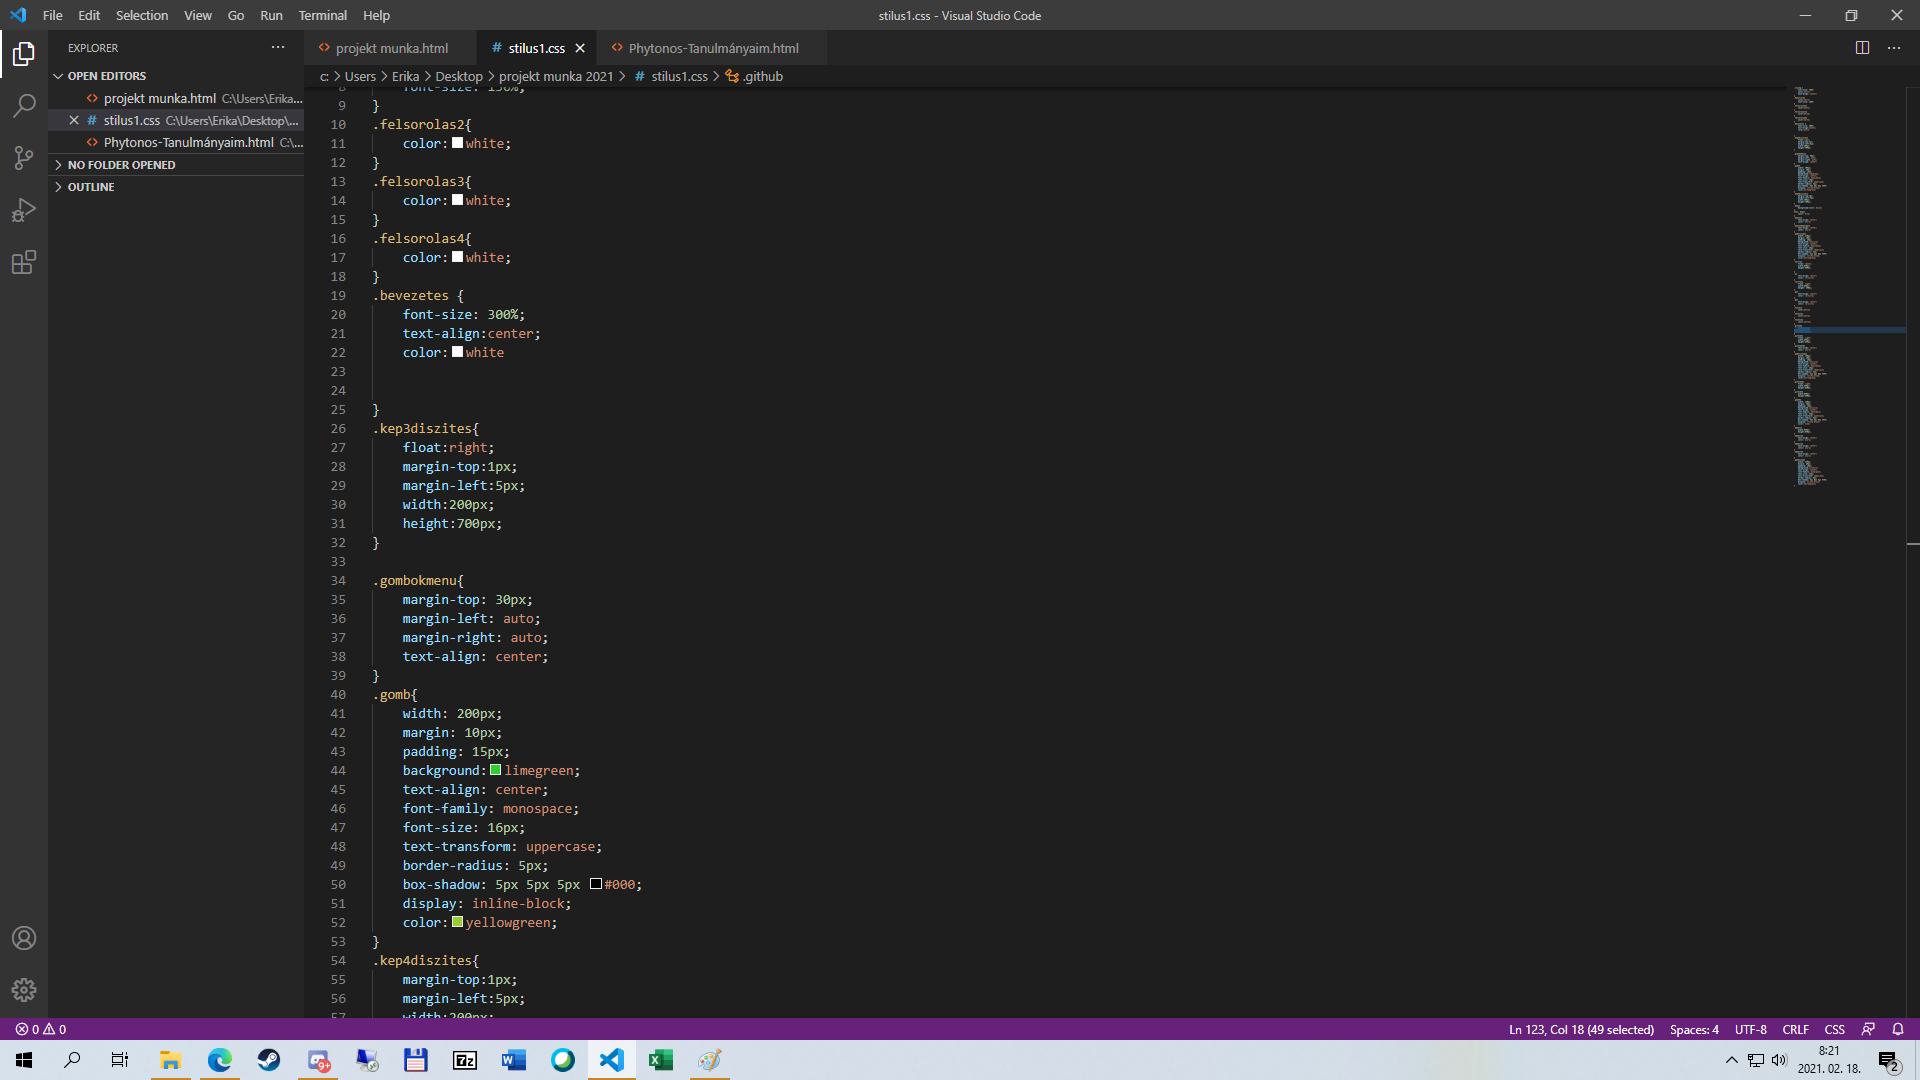 File Edit Selection View Go Run Terminal Help
stilus1.css - Visual Studio Code
EXPLORER
OPEN EDITORS
projekt munka.html C:\Users\Erika...
stilus1.css C:\Users\Erika\Desktop\...
Phytonos-Tanulmányaim.html C:\...
NO FOLDER OPENED
OUTLINE
projekt munka.html stilus1.css Phytonos-Tanulmányaim.html
c: > Users > Erika > Desktop > projekt munka 2021 > # stilus1.css > .github
8 font-size: 150%;
9 }
10 .felsorolas2{
11 color: white;
12 }
13 .felsorolas3{
14 color: white;
15 }
16 .felsorolas4{
17 color: white;
18 }
19 .bevezetes {
20 font-size: 300%;
21 text-align:center;
22 color: white
23
24
25 }
26 .kep3diszites{
27 float:right;
28 margin-top:1px;
29 margin-left:5px;
30 width:200px;
31 height:700px;
32 }
33
34 .gombokmenu{
35 margin-top: 30px;
36 margin-left: auto;
37 margin-right: auto;
38 text-align: center;
39 }
40 .gomb{
41 width: 200px;
42 margin: 10px;
43 padding: 15px;
44 background: limegreen;
45 text-align: center;
46 font-family: monospace;
47 font-size: 16px;
48 text-transform: uppercase;
49 border-radius: 5px;
50 box-shadow: 5px 5px 5px #000;
51 display: inline-block;
52 color: yellowgreen;
53 }
54 .kep4diszites{
55 margin-top:1px;
56 margin-left:5px;
57 width:200px;
0 0
Ln 123, Col 18 (49 selected) Spaces: 4 UTF-8 CRLF CSS
9+
7z
8:21
2021. 02. 18.
2